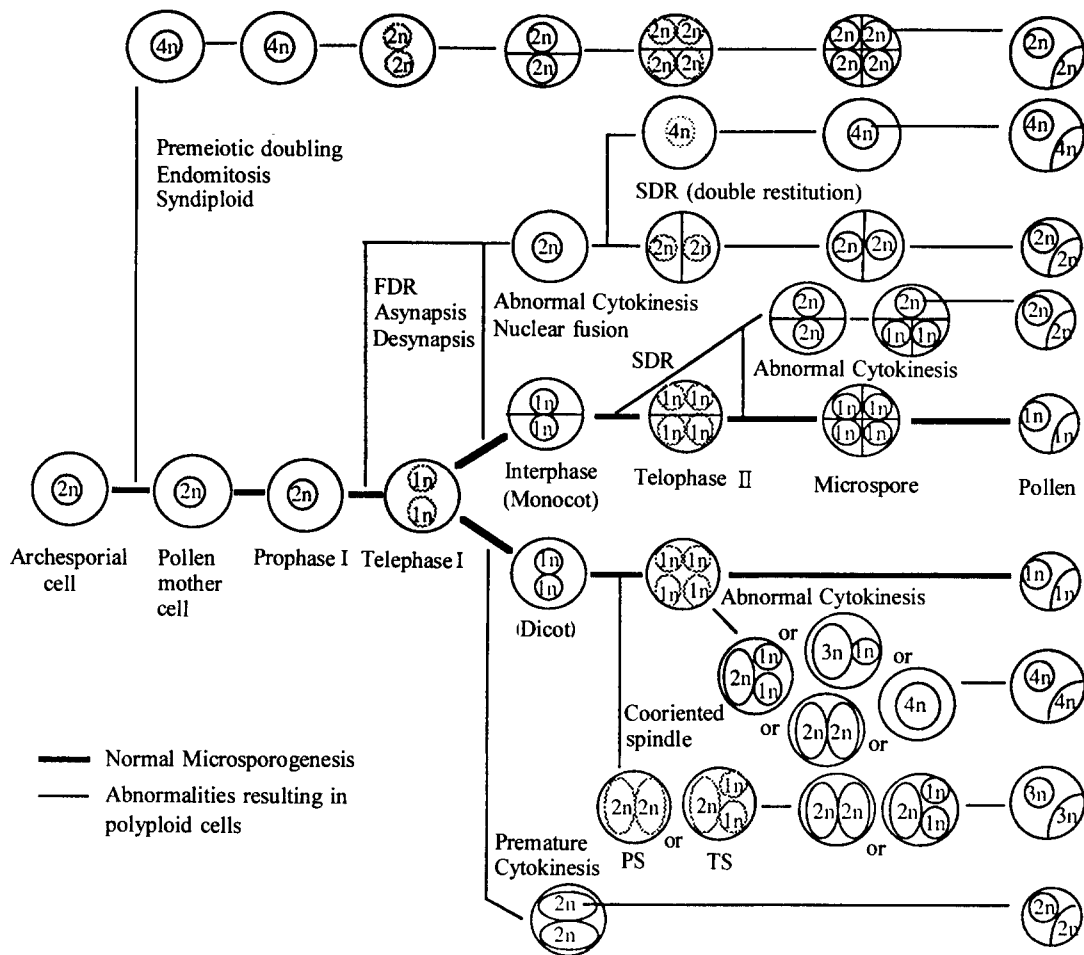 4n 4n 2n 2n 2n 2n 2n 2n 2n 2n 2n 2n 2n 2n 2n 2n
Premeiotic doubling
Endomitosis
Syndiploid
4n 4n 4n 4n
SDR (double restitution)
FDR
Asynapsis
Desynapsis
2n 2n 2n 2n 2n 2n 2n
Abnormal Cytokinesis
Nuclear fusion
2n 2n 2n 1n 1n 2n 2n
SDR
Abnormal Cytokinesis
1n 1n 1n 1n 1n 1n 1n 1n 1n 1n 1n 1n
Interphase
(Monocot)
Telophase II
Microspore
Pollen
2n 2n 2n 1n 1n
Archesporial
cell
Pollen
mother
cell
Prophase I
Telephase I
1n 1n 1n 1n 1n 1n 1n 1n
(Dicot)
Abnormal Cytokinesis
2n 1n 1n or 3n 1n or 4n 4n 4n
or 2n 2n or
Cooriented
spindle
Normal Microsporogenesis
Abnormalities resulting in
polyploid cells
2n 2n or 2n 1n 1n 2n 2n or 2n 1n 1n 3n 3n
PS TS
Premature
Cytokinesis
2n 2n 2n 2n